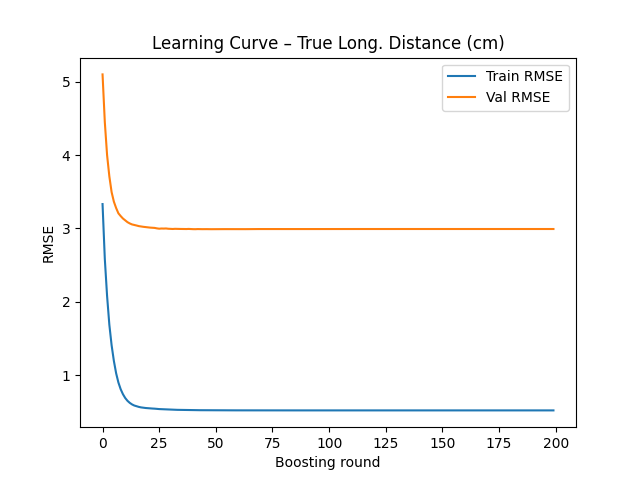 Learning Curve – True Long. Distance (cm)
Train RMSE
Val RMSE
5
4
3
2
1
RMSE
0 25 50 75 100 125 150 175 200
Boosting round